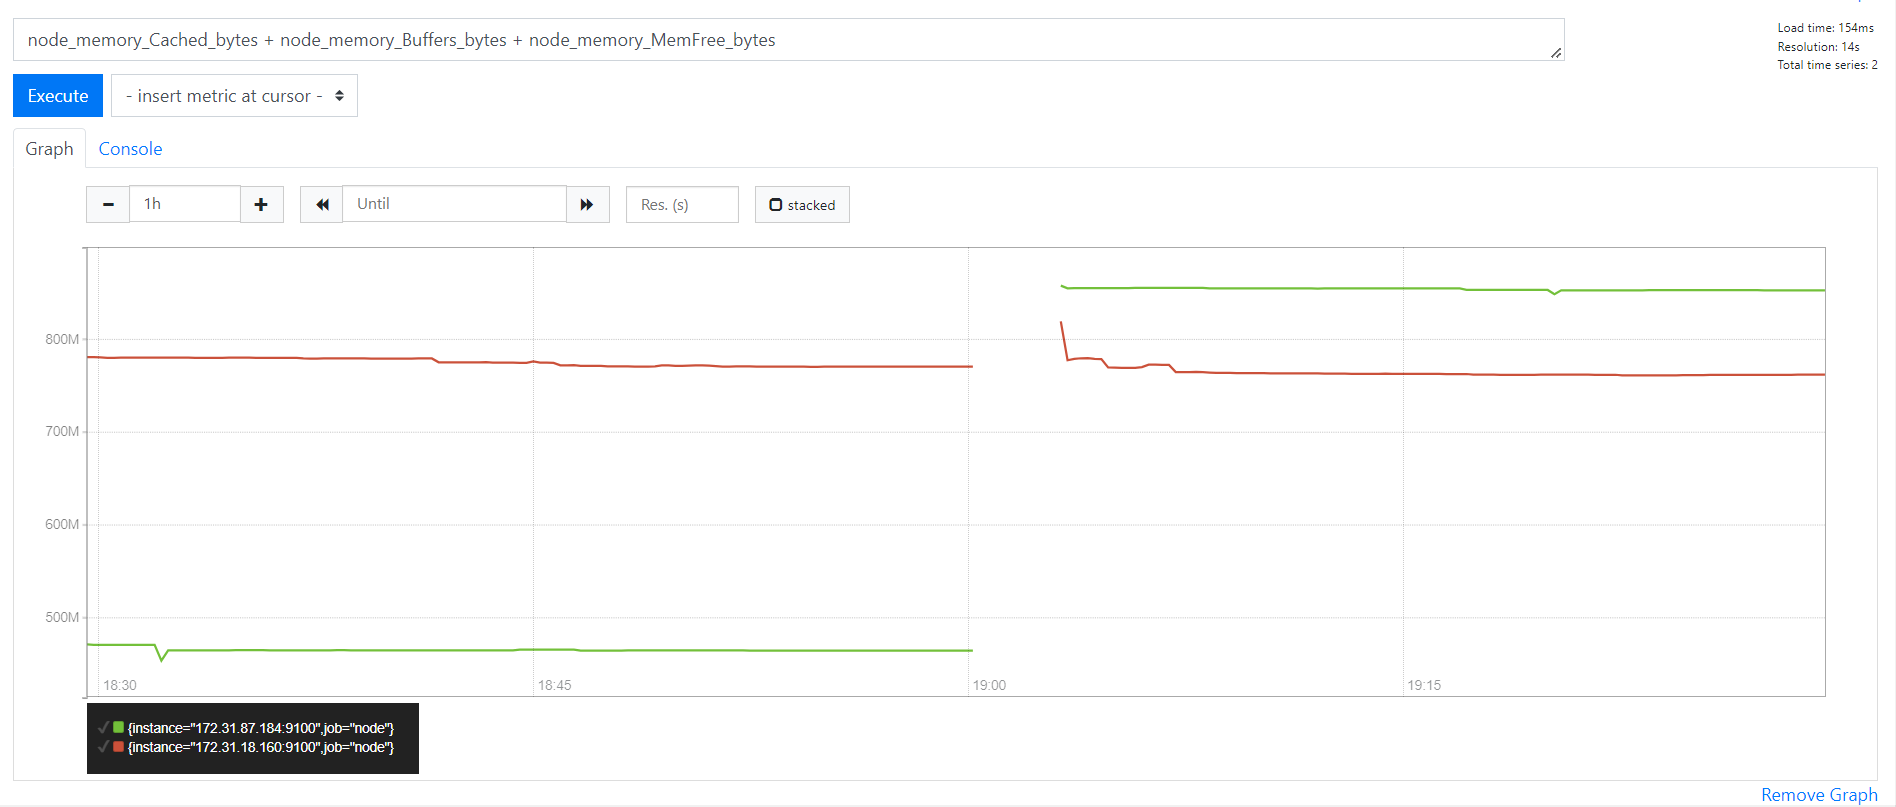 node_memory_Cached_bytes + node_memory_Buffers_bytes + node_memory_MemFree_bytes
Load time: 154ms
Resolution: 14s
Total time series: 2
Execute
- insert metric at cursor -
Graph
Console
1h
Until
Res. (s)
stacked
800M
700M
600M
500M
18:30
18:45
19:00
19:15
{instance="172.31.87.184:9100",job="node"}
{instance="172.31.18.160:9100",job="node"}
Remove Graph